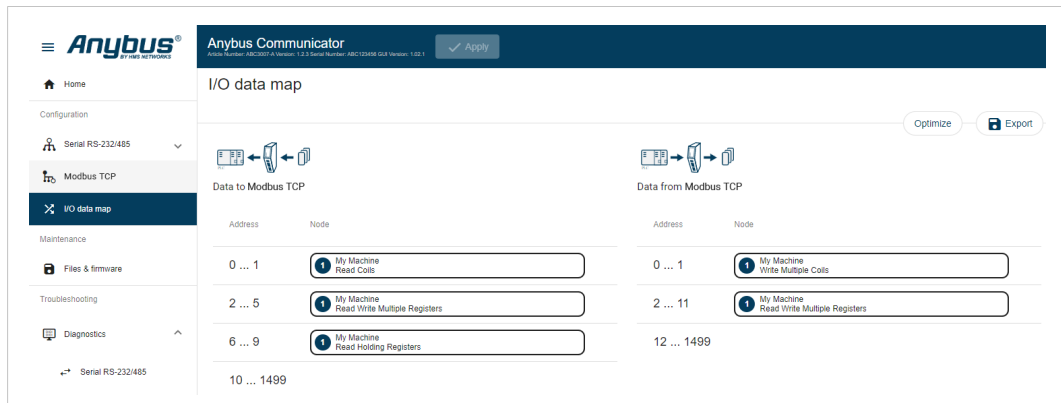 Anybus®
BY HMS NETWORKS
Anybus Communicator
Article Number: ABC3007-A Version: 1.2.3 Serial Number: ABC123456 GUI Version: 1.02.1
Apply
Home
Configuration
Serial RS-232/485
Modbus TCP
I/O data map
Maintenance
Files & firmware
Troubleshooting
Diagnostics
Serial RS-232/485
I/O data map
Optimize
Export
Data to Modbus TCP
Address Node
0 ... 1 1 My Machine
Read Coils
2 ... 5 1 My Machine
Read Write Multiple Registers
6 ... 9 1 My Machine
Read Holding Registers
10 ... 1499
Data from Modbus TCP
Address Node
0 ... 1 1 My Machine
Write Multiple Coils
2 ... 11 1 My Machine
Read Write Multiple Registers
12 ... 1499